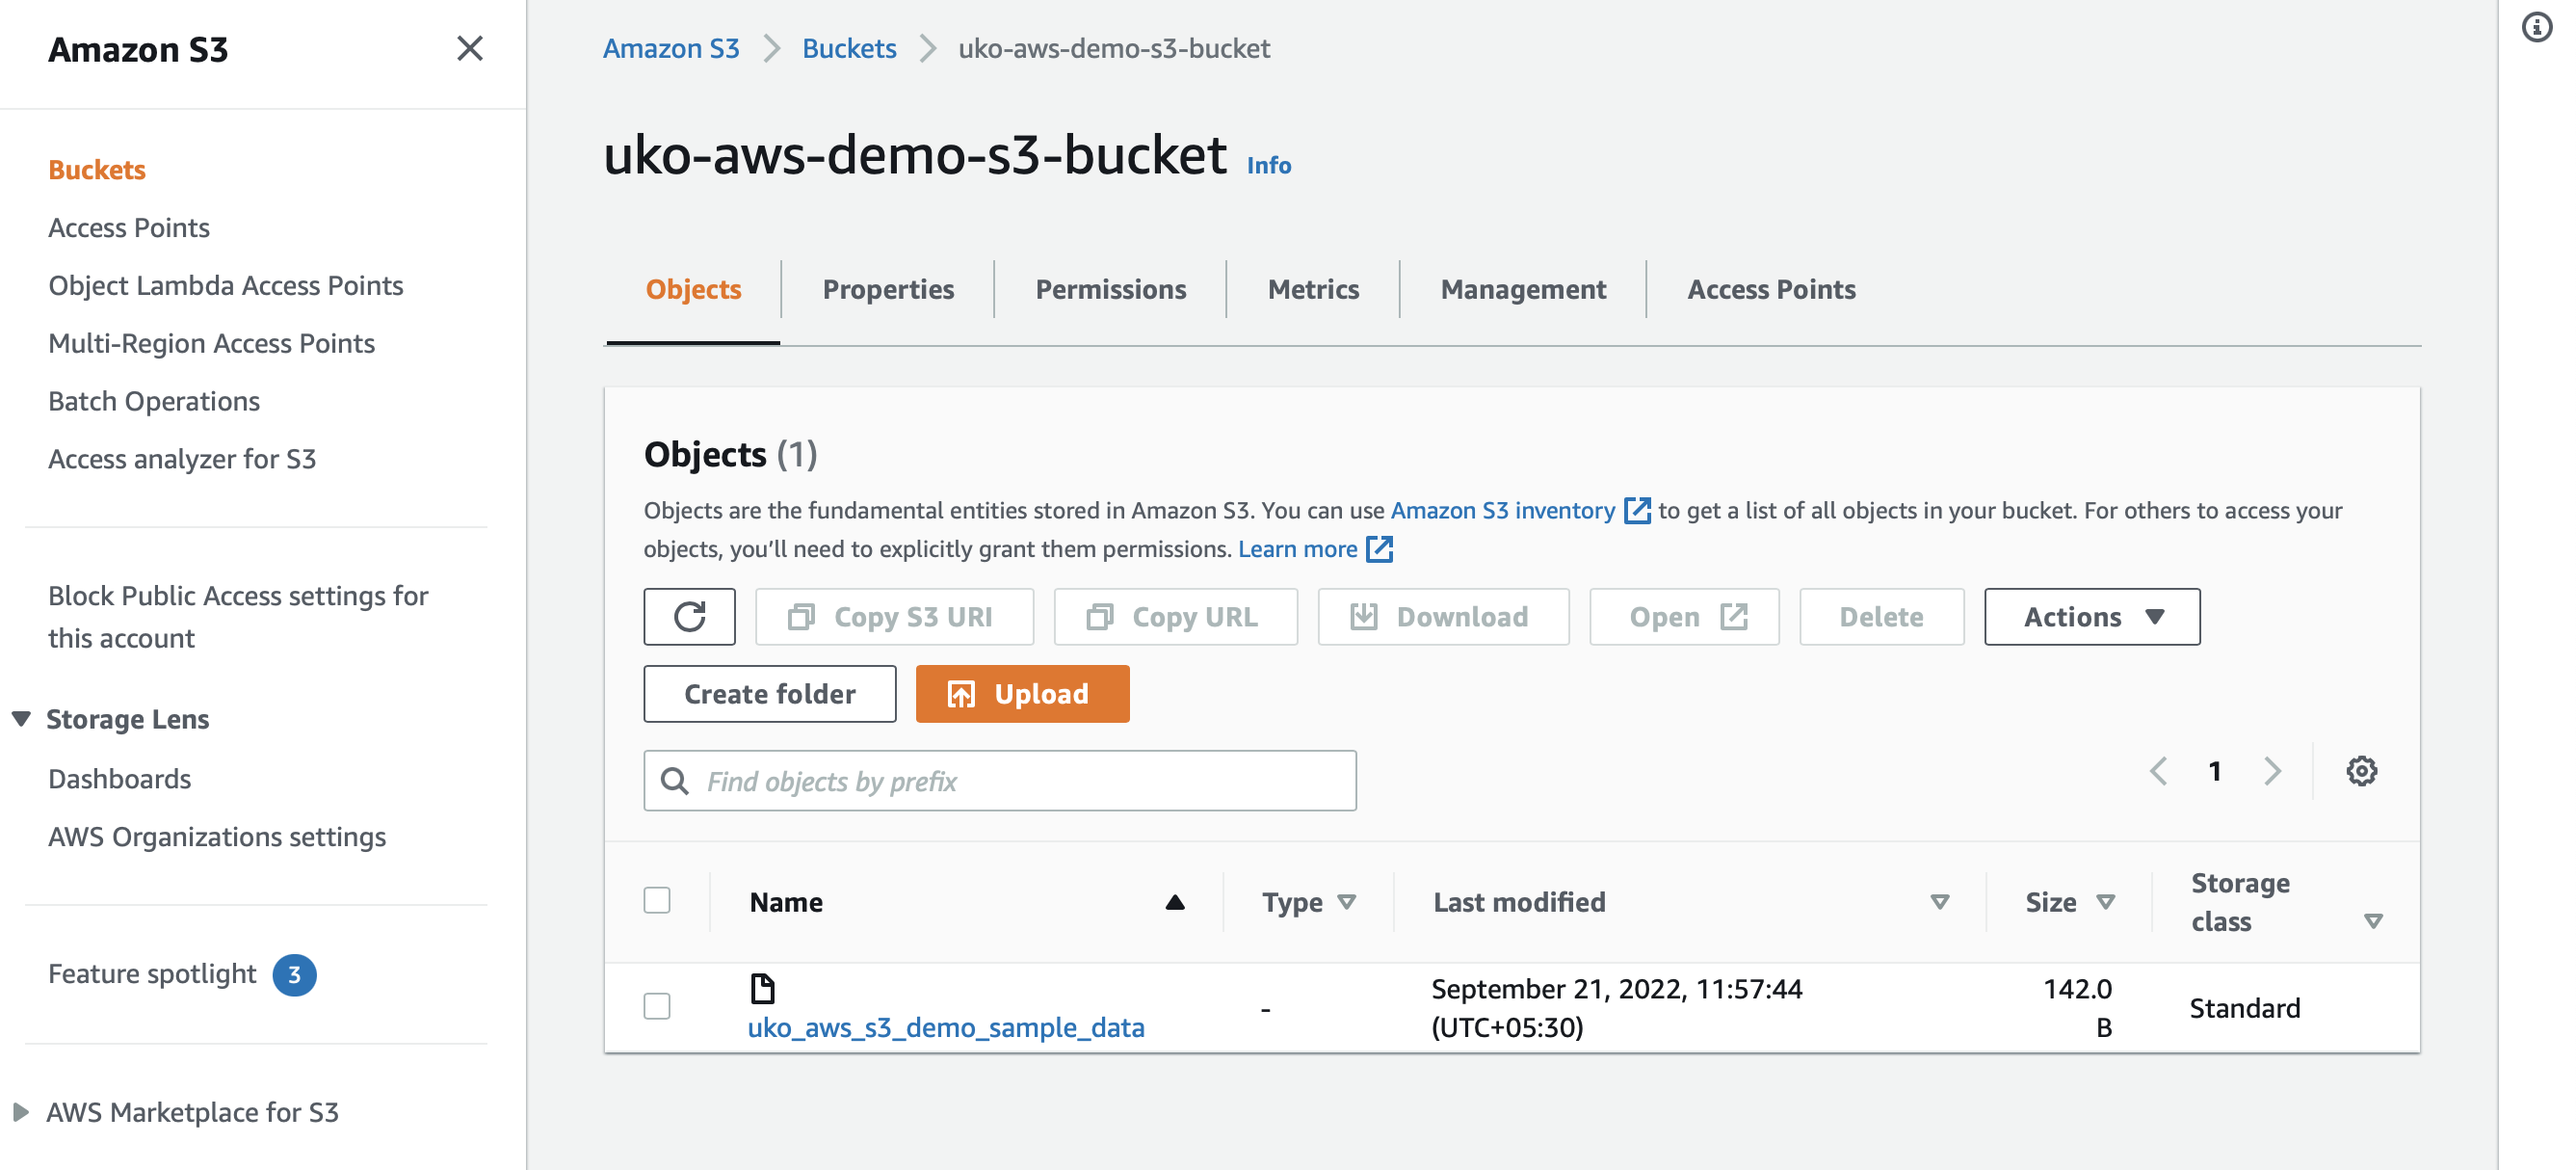 Amazon S3
Buckets
Access Points
Object Lambda Access Points
Multi-Region Access Points
Batch Operations
Access analyzer for S3
Block Public Access settings for
this account
Storage Lens
Dashboards
AWS Organizations settings
Feature spotlight 3
AWS Marketplace for S3
Amazon S3 Buckets uko-aws-demo-s3-bucket
uko-aws-demo-s3-bucket Info
Objects Properties Permissions Metrics Management Access Points
Objects (1)
Objects are the fundamental entities stored in Amazon S3. You can use Amazon S3 inventory to get a list of all objects in your bucket. For others to access your
objects, you’ll need to explicitly grant them permissions. Learn more
Copy S3 URI Copy URL Download Open Delete Actions
Create folder Upload
Find objects by prefix
1
Name Type Last modified Size Storage
class
uko_aws_s3_demo_sample_data - September 21, 2022, 11:57:44
(UTC+05:30) 142.0
B Standard